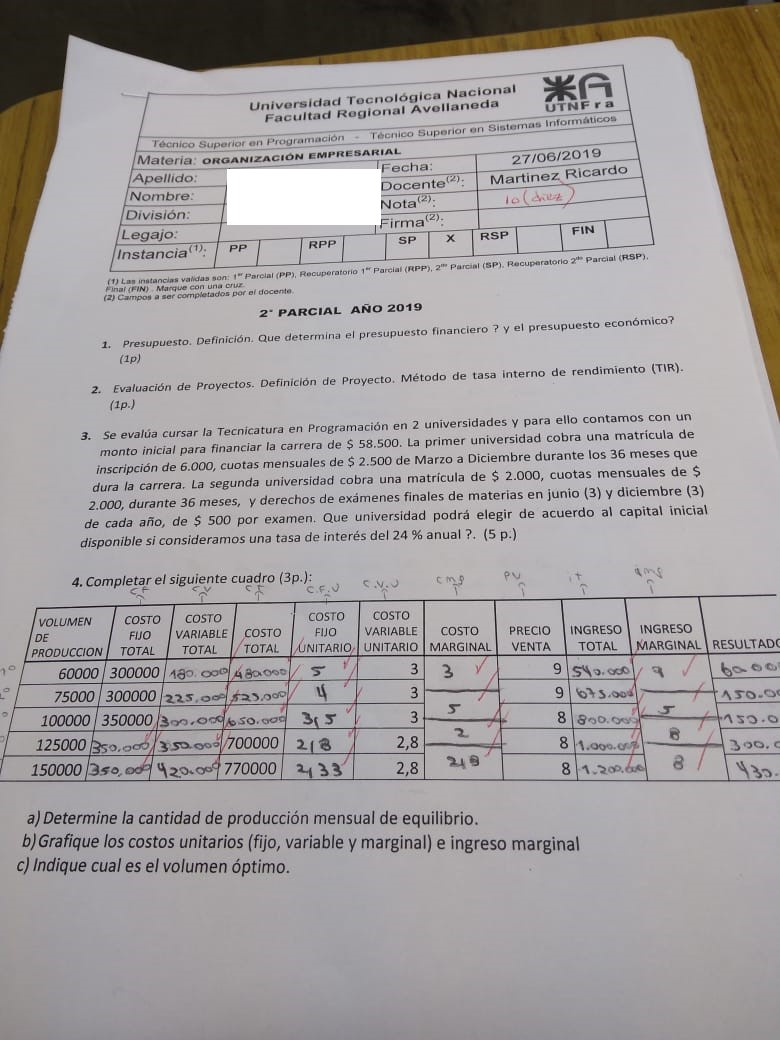 Universidad Tecnológica Nacional
Facultad Regional Avellaneda
UTNFra
Técnico Superior en Programación - Técnico Superior en Sistemas Informáticos
Materia: ORGANIZACIÓN EMPRESARIAL
Apellido: Fecha: 27/06/2019
Nombre: Docente(2): Martinez Ricardo
División: Nota(2): 10 (diez)
Legajo: Firma(2):
Instancia(1): PP RPP SP X RSP FIN
(1) Las instancias validas son: 1er Parcial (PP), Recuperatorio 1er Parcial (RPP), 2do Parcial (SP), Recuperatorio 2do Parcial (RSP),
Final (FIN) . Marque con una cruz.
(2) Campos a ser completados por el docente.
2° PARCIAL AÑO 2019
1. Presupuesto. Definición. Que determina el presupuesto financiero ? y el presupuesto económico?
(1p)
2. Evaluación de Proyectos. Definición de Proyecto. Método de tasa interno de rendimiento (TIR).
(1p.)
3. Se evalúa cursar la Tecnicatura en Programación en 2 universidades y para ello contamos con un
monto inicial para financiar la carrera de $ 58.500. La primer universidad cobra una matrícula de
inscripción de 6.000, cuotas mensuales de $ 2.500 de Marzo a Diciembre durante los 36 meses que
dura la carrera. La segunda universidad cobra una matrícula de $ 2.000, cuotas mensuales de $
2.000, durante 36 meses, y derechos de exámenes finales de materias en junio (3) y diciembre (3)
de cada año, de $ 500 por examen. Que universidad podrá elegir de acuerdo al capital inicial
disponible si consideramos una tasa de interés del 24 % anual ?. (5 p.)
4. Completar el siguiente cuadro (3p.):
CF CV CT C.F.U C.V.U CMG PV it
VOLUMEN DE PRODUCCION COSTO FIJO TOTAL COSTO VARIABLE TOTAL COSTO TOTAL COSTO FIJO UNITARIO COSTO VARIABLE UNITARIO COSTO MARGINAL PRECIO VENTA INGRESO TOTAL INGRESO MARGINAL RESULTADO
60000 300000 180.000 480.000 5 3 3 9 540.000 9 60.00
75000 300000 225.000 525.000 4 3 9 675.000 150.0
100000 350000 300.000 650.000 3,5 3 5 8 800.000 5 150.0
125000 350.000 350.000 700000 2,8 2,8 2 8 1.000.000 8 300.0
150000 350.000 420.000 770000 2,33 2,8 2,8 8 1.200.000 8 430.
a) Determine la cantidad de producción mensual de equilibrio.
b) Grafique los costos unitarios (fijo, variable y marginal) e ingreso marginal
c) Indique cual es el volumen óptimo.